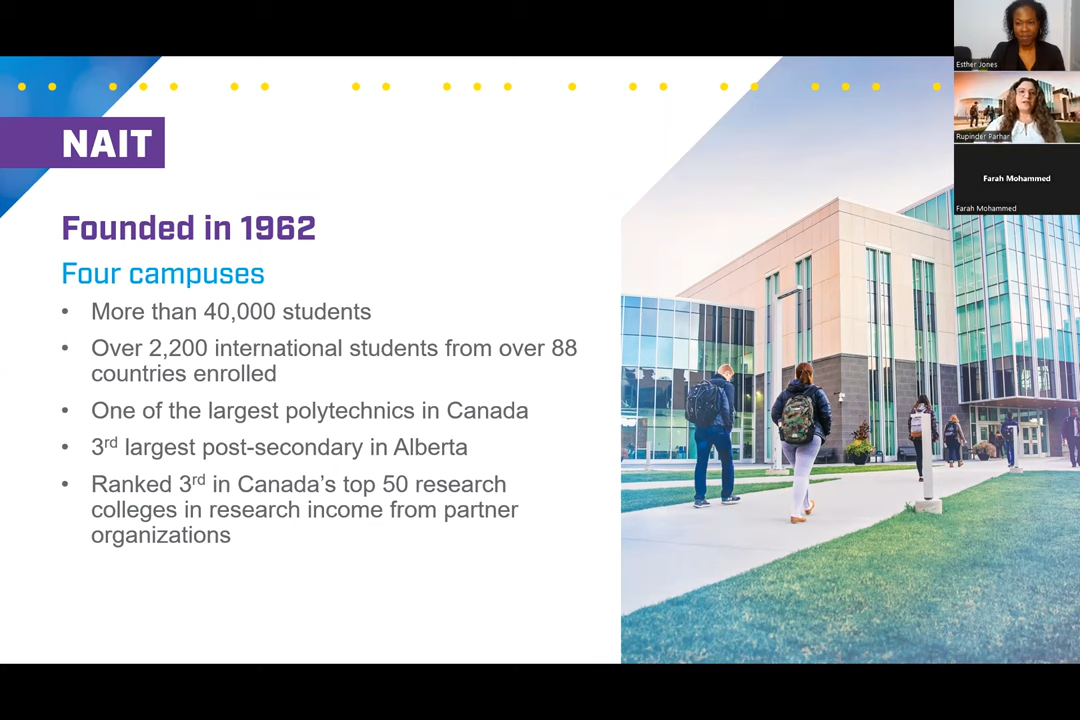 NAIT
Founded in 1962
Four campuses
• More than 40,000 students
• Over 2,200 international students from over 88
countries enrolled
• One of the largest polytechnics in Canada
• 3rd largest post-secondary in Alberta
• Ranked 3rd in Canada’s top 50 research
colleges in research income from partner
organizations
Esther Jones
Rupinder Parhar
Farah Mohammed
Farah Mohammed